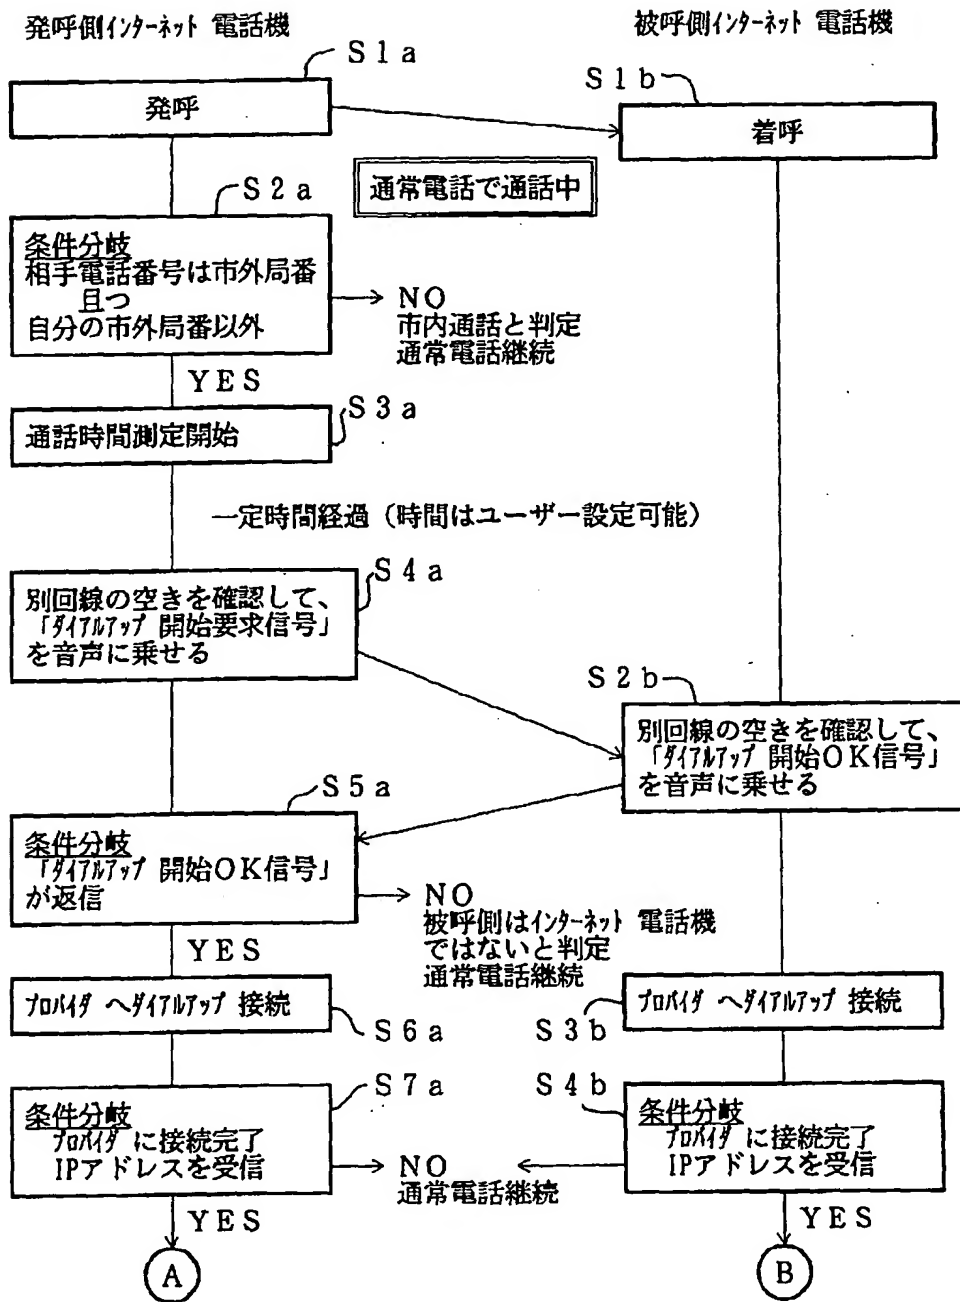 発呼側インターネット 電話機
被呼側インターネット 電話機
S1a
発呼
S1b
着呼
通常電話で通話中
S2a
条件分岐
相手電話番号は市外局番
且つ
自分の市外局番以外
NO
市内通話と判定
通常電話継続
YES
S3a
通話時間測定開始
一定時間経過（時間はユーザー設定可能）
S4a
別回線の空きを確認して、
「ダイアルアップ 開始要求信号」
を音声に乗せる
S2b
別回線の空きを確認して、
「ダイアルアップ 開始OK信号」
を音声に乗せる
S5a
条件分岐
「ダイアルアップ 開始OK信号」
が返信
NO
被呼側はインターネット 電話機
ではないと判定
通常電話継続
YES
プロバイダ へダイアルアップ 接続
S6a
プロバイダ へダイアルアップ 接続
S3b
S7a
条件分岐
プロバイダ に接続完了
IPアドレスを受信
NO
通常電話継続
S4b
条件分岐
プロバイダ に接続完了
IPアドレスを受信
YES
YES
A
B